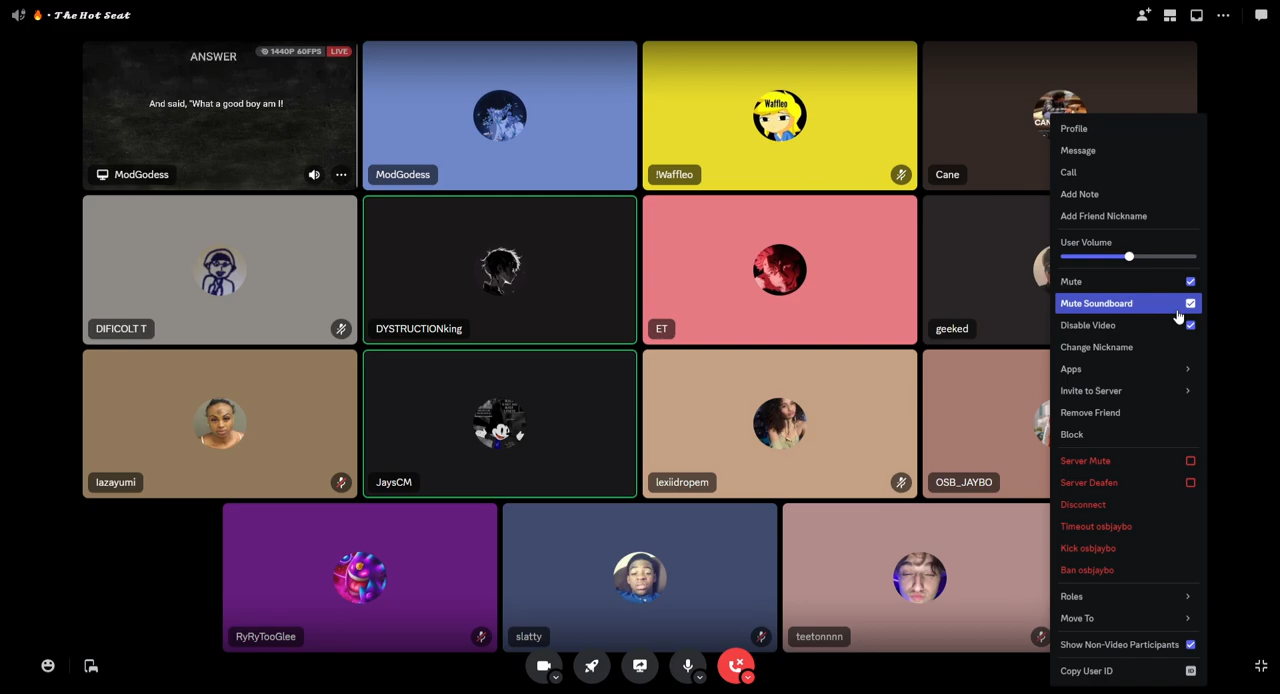 🔥 · The Hot Seat
ANSWER
1440P 60FPS LIVE
And said, "What a good boy am I!
ModGodess
ModGodess
Waffleo
!Waffleo
CAN
Cane
DIFICOLT T
DYSTRUCTIONking
ET
geeked
lazayumi
JaysCM
lexiidropem
OSB_JAYBO
RyRyTooGlee
slatty
teetonnnn
Profile
Message
Call
Add Note
Add Friend Nickname
User Volume
Mute
Mute Soundboard
Disable Video
Change Nickname
Apps
Invite to Server
Remove Friend
Block
Server Mute
Server Deafen
Disconnect
Timeout osbjaybo
Kick osbjaybo
Ban osbjaybo
Roles
Move To
Show Non-Video Participants
Copy User ID
ID